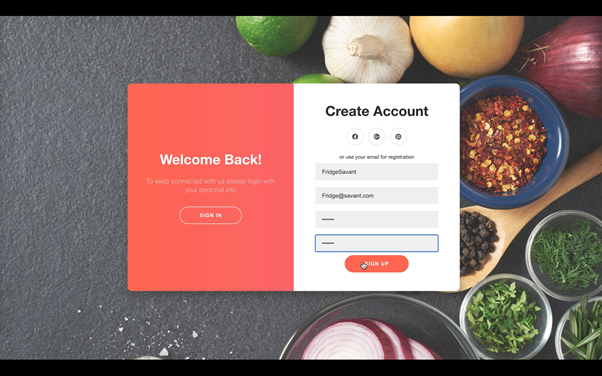 Welcome Back!
To keep connected with us please login with
your personal info
SIGN IN
Create Account
or use your email for registration
FridgeSavant
Fridge@savant.com
•••••••
•••••••
SIGN UP